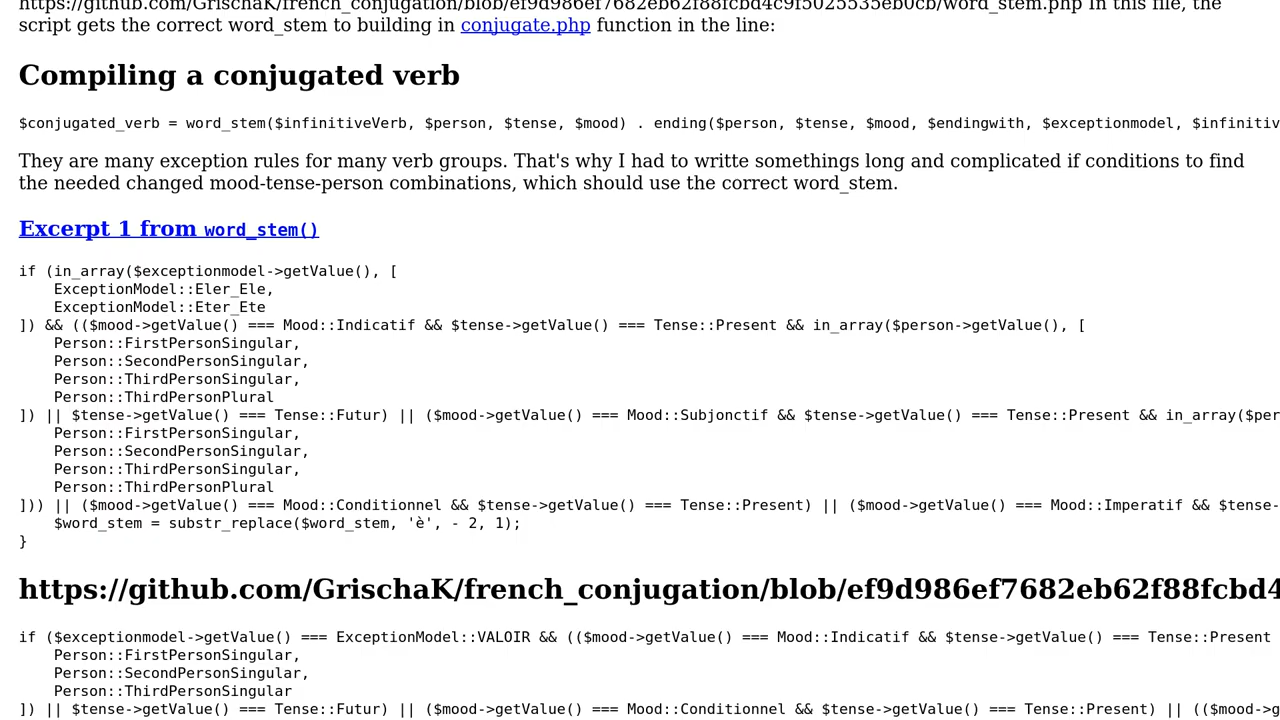 https://github.com/GrischaK/french_conjugation/blob/ef9d986ef7682eb62f88fcbd4c9f5025535eb0cb/word_stem.php In this file, the
script gets the correct word_stem to building in conjugate.php function in the line:
Compiling a conjugated verb
$conjugated_verb = word_stem($infinitiveVerb, $person, $tense, $mood) . ending($person, $tense, $mood, $endingwith, $exceptionmodel, $infinitiv
They are many exception rules for many verb groups. That's why I had to writte somethings long and complicated if conditions to find
the needed changed mood-tense-person combinations, which should use the correct word_stem.
Excerpt 1 from word_stem()
if (in_array($exceptionmodel->getValue(), [
    ExceptionModel::Eler_Ele,
    ExceptionModel::Eter_Ete
]) && (($mood->getValue() === Mood::Indicatif && $tense->getValue() === Tense::Present && in_array($person->getValue(), [
    Person::FirstPersonSingular,
    Person::SecondPersonSingular,
    Person::ThirdPersonSingular,
    Person::ThirdPersonPlural
]) || $tense->getValue() === Tense::Futur) || ($mood->getValue() === Mood::Subjonctif && $tense->getValue() === Tense::Present && in_array($per
    Person::FirstPersonSingular,
    Person::SecondPersonSingular,
    Person::ThirdPersonSingular,
    Person::ThirdPersonPlural
])) || ($mood->getValue() === Mood::Conditionnel && $tense->getValue() === Tense::Present) || ($mood->getValue() === Mood::Imperatif && $tense-
    $word_stem = substr_replace($word_stem, 'è', - 2, 1);
}
https://github.com/GrischaK/french_conjugation/blob/ef9d986ef7682eb62f88fcbd4
if ($exceptionmodel->getValue() === ExceptionModel::VALOIR && (($mood->getValue() === Mood::Indicatif && $tense->getValue() === Tense::Present
    Person::FirstPersonSingular,
    Person::SecondPersonSingular,
    Person::ThirdPersonSingular
]) || $tense->getValue() === Tense::Futur) || ($mood->getValue() === Mood::Conditionnel && $tense->getValue() === Tense::Present) || (($mood->g